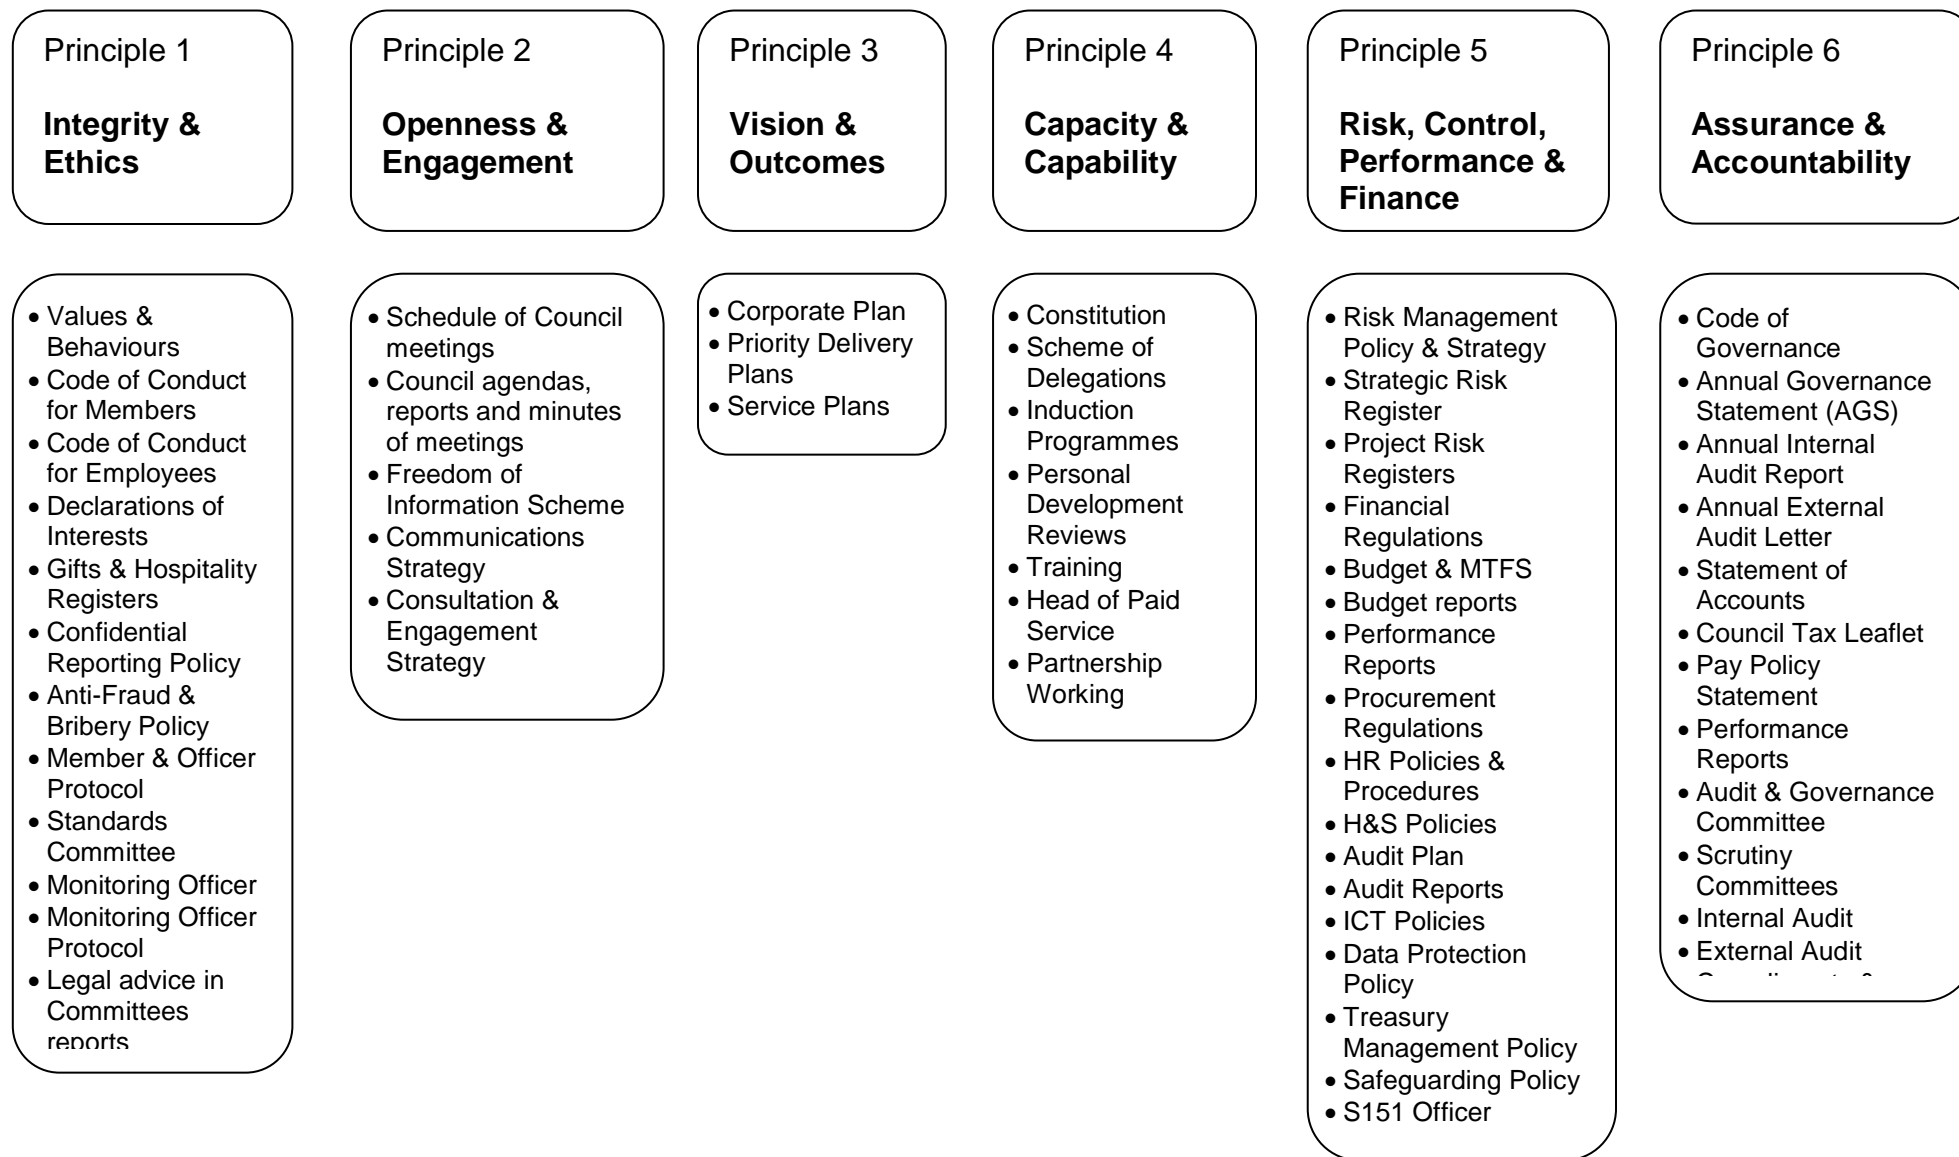 Principle 1
Integrity &
Ethics
Principle 2
Openness &
Engagement
Principle 3
Vision &
Outcomes
Principle 4
Capacity &
Capability
Principle 5
Risk, Control,
Performance &
Finance
Principle 6
Assurance &
Accountability
• Values &
Behaviours
• Code of Conduct
for Members
• Code of Conduct
for Employees
• Declarations of
Interests
• Gifts & Hospitality
Registers
• Confidential
Reporting Policy
• Anti-Fraud &
Bribery Policy
• Member & Officer
Protocol
• Standards
Committee
• Monitoring Officer
• Monitoring Officer
Protocol
• Legal advice in
Committees
reports
• Schedule of Council
meetings
• Council agendas,
reports and minutes
of meetings
• Freedom of
Information Scheme
• Communications
Strategy
• Consultation &
Engagement
Strategy
• Corporate Plan
• Priority Delivery
Plans
• Service Plans
• Constitution
• Scheme of
Delegations
• Induction
Programmes
• Personal
Development
Reviews
• Training
• Head of Paid
Service
• Partnership
Working
• Risk Management
Policy & Strategy
• Strategic Risk
Register
• Project Risk
Registers
• Financial
Regulations
• Budget & MTFS
• Budget reports
• Performance
Reports
• Procurement
Regulations
• HR Policies &
Procedures
• H&S Policies
• Audit Plan
• Audit Reports
• ICT Policies
• Data Protection
Policy
• Treasury
Management Policy
• Safeguarding Policy
• S151 Officer
• Code of
Governance
• Annual Governance
Statement (AGS)
• Annual Internal
Audit Report
• Annual External
Audit Letter
• Statement of
Accounts
• Council Tax Leaflet
• Pay Policy
Statement
• Performance
Reports
• Audit & Governance
Committee
• Scrutiny
Committees
• Internal Audit
• External Audit